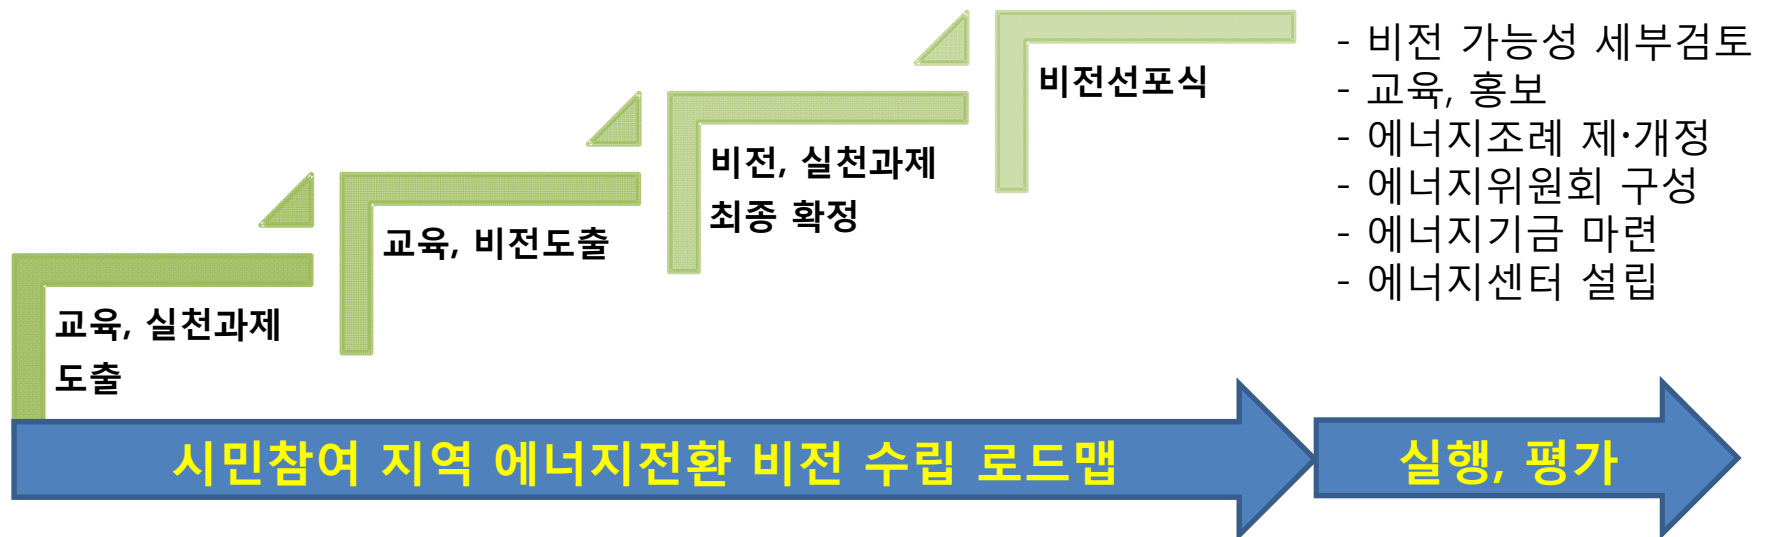 교육, 실천과제
도출
교육, 비전도출
비전, 실천과제
최종 확정
비전선포식
- 비전 가능성 세부검토
- 교육, 홍보
- 에너지조례 제·개정
- 에너지위원회 구성
- 에너지기금 마련
- 에너지센터 설립
시민참여 지역 에너지전환 비전 수립 로드맵
실행, 평가